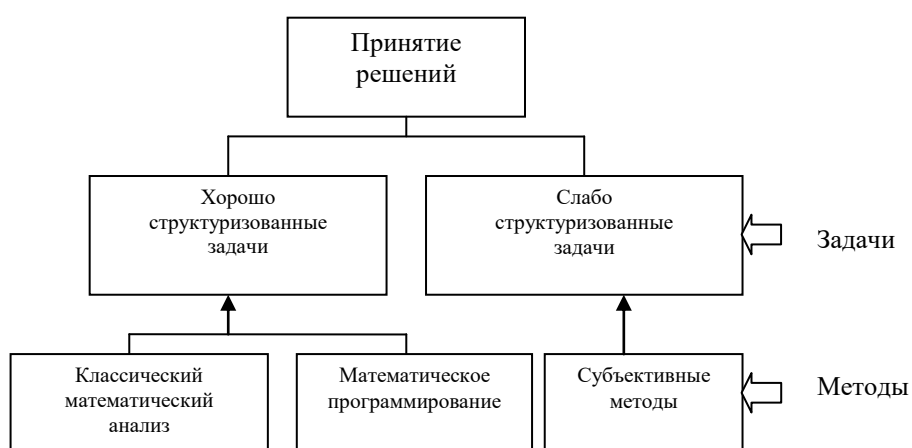 Принятие
решений
Хорошо
структуризованные
задачи
Слабо
структуризованные
задачи
Задачи
Классический
математический
анализ
Математическое
программирование
Субъективные
методы
Методы